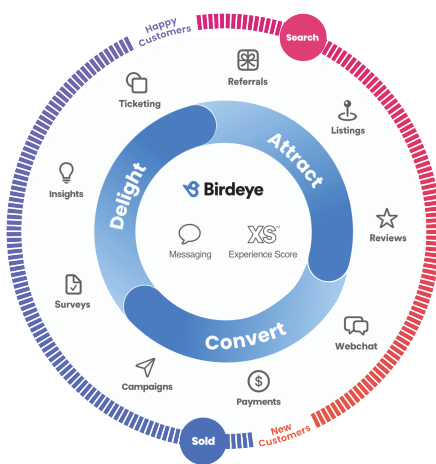 Happy
Customers
Search
Referrals
Ticketing
Listings
Attract
Delight
Insights
Birdeye
Messaging
XS™
Experience Score
Reviews
Surveys
Webchat
Convert
Campaigns
$
Payments
New
Customers
Sold